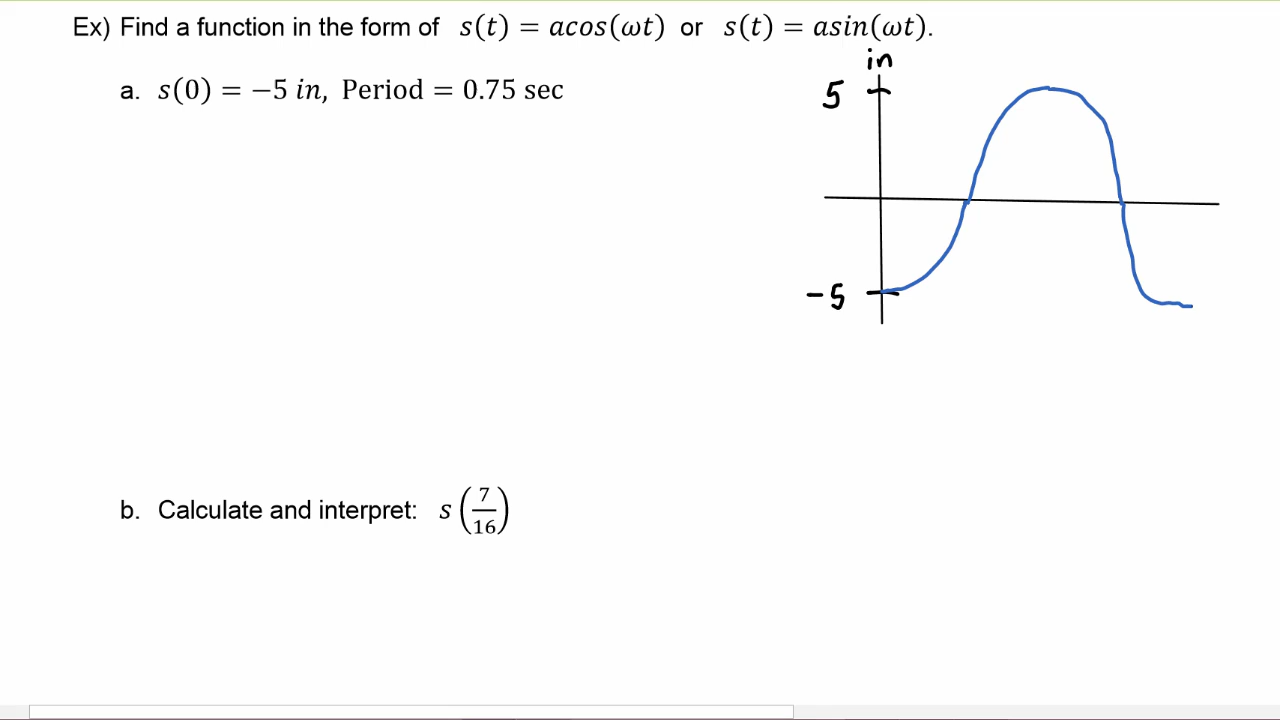 Ex) Find a function in the form of s(t) = acos(ωt) or s(t) = asin(ωt).
in
a. s(0) = −5 in, Period = 0.75 sec
5
−5
b. Calculate and interpret: s(7/16)